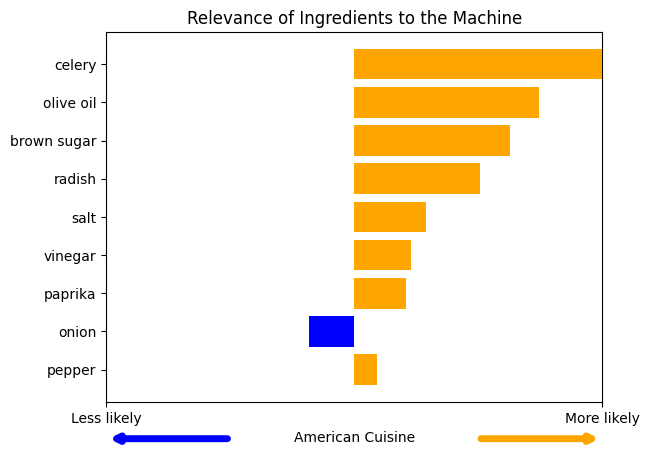 Relevance of Ingredients to the Machine
celery
olive oil
brown sugar
radish
salt
vinegar
paprika
onion
pepper
Less likely
More likely
American Cuisine